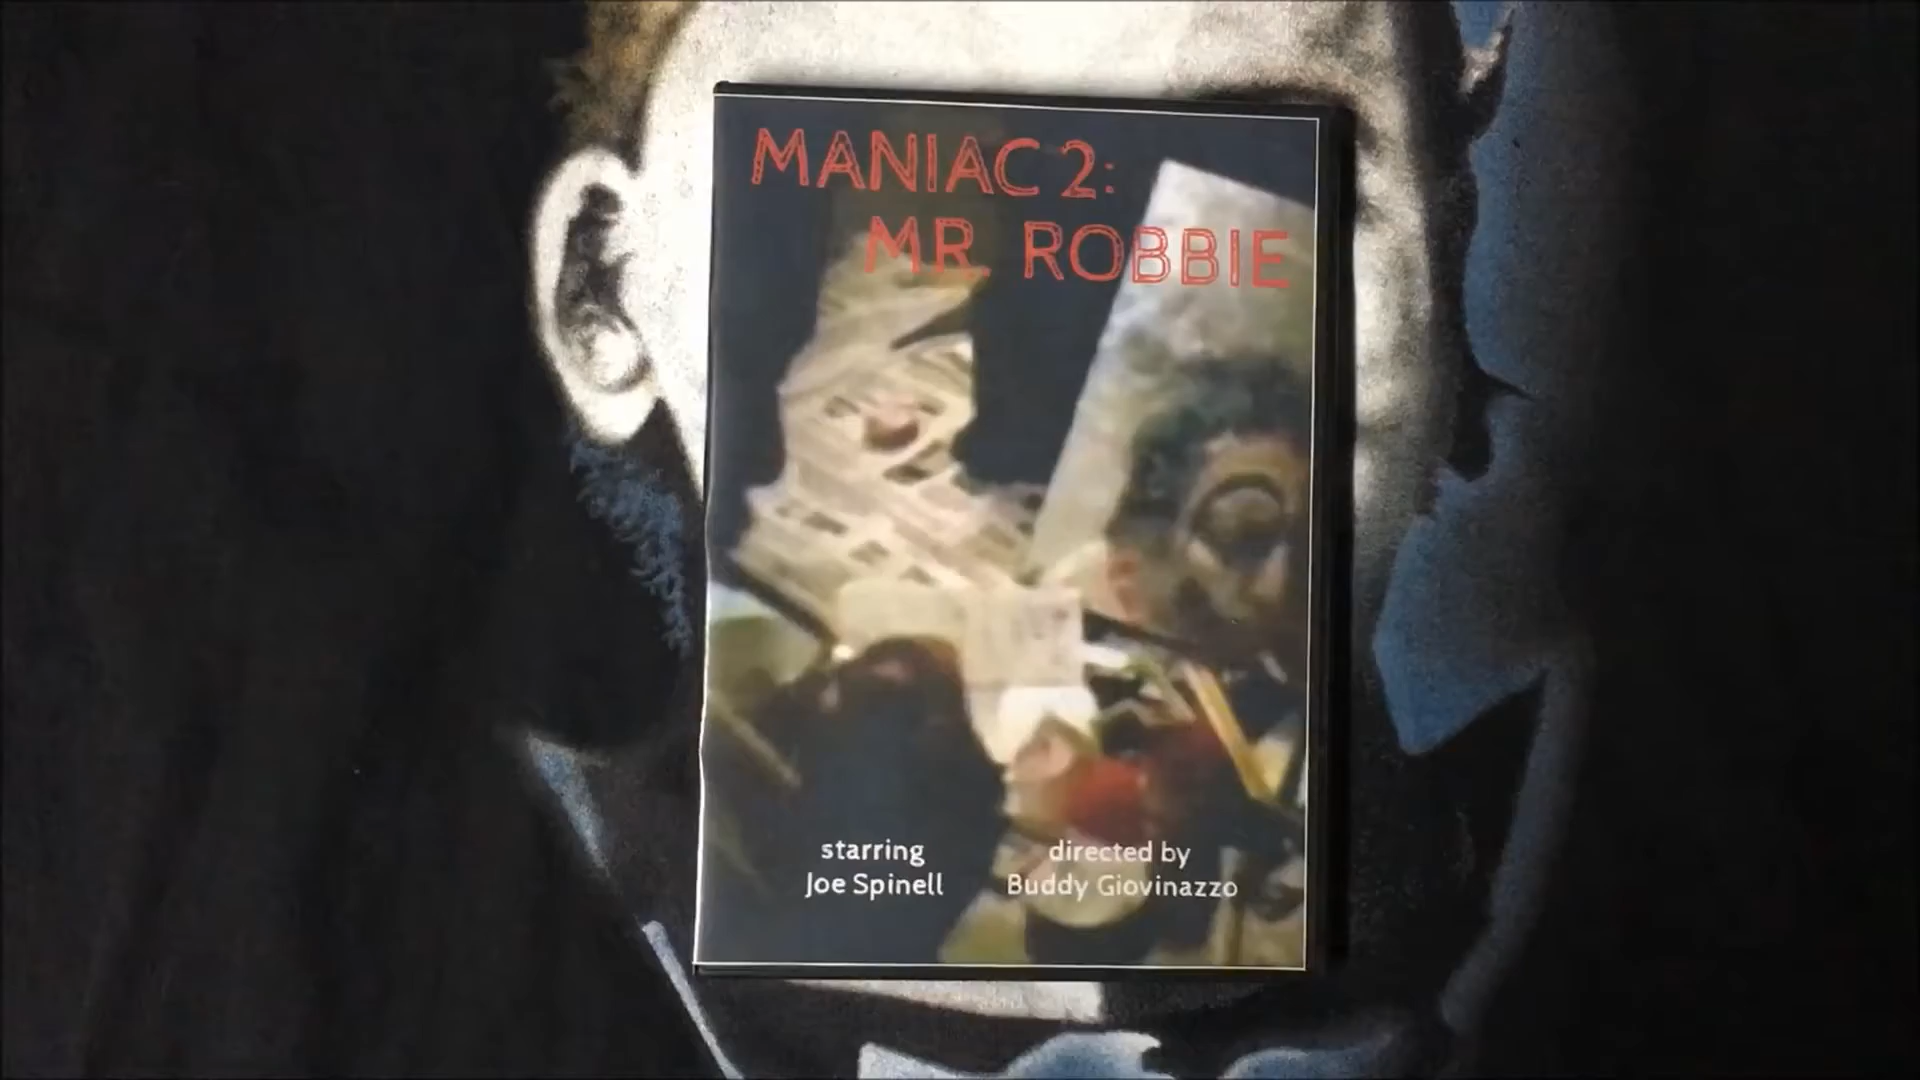 MANIAC 2:
MR. ROBBIE
starring
Joe Spinell
directed by
Buddy Giovinazzo